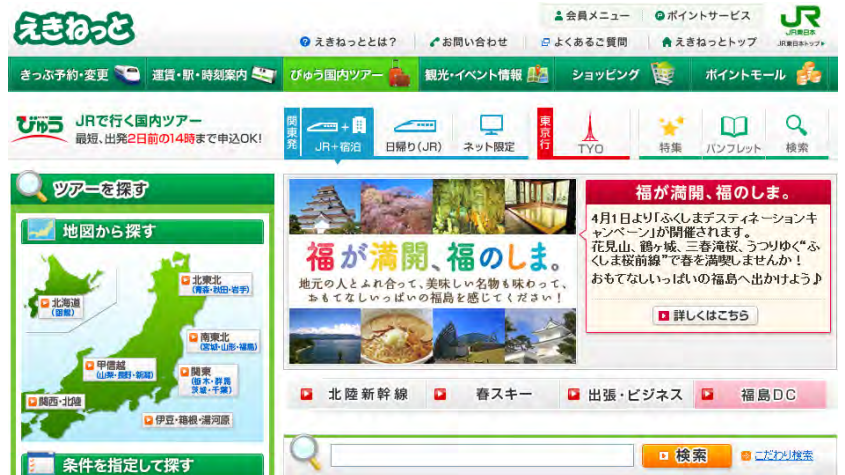 えきねっと
会員メニュー
ポイントサービス
JR
JR東日本
JR東日本トップ
えきねっととは?
お問い合わせ
よくあるご質問
えきねっとトップ
きっぷ予約・変更
運賃・駅・時刻案内
びゅう国内ツアー
観光・イベント情報
ショッピング
ポイントモール
びゅう
JRで行く国内ツアー
最短、出発2日前の14時まで申込OK!
関東発
JR+宿泊
日帰り(JR)
ネット限定
東京行
TYO
特集
パンフレット
検索
ツアーを探す
地図から探す
北海道
(函館)
北東北
(青森・秋田・岩手)
南東北
(宮城・山形・福島)
甲信越
(山梨・長野・新潟)
関東
(栃木・群馬
茨城・千葉)
関西・北陸
伊豆・箱根・湯河原
条件を指定して探す
福が満開、福のしま。
地元の人とふれ合って、美味しい名物も味わって、
おもてなしいっぱいの福島を感じてください!
福が満開、福のしま。
4月1日より「ふくしまデスティネーションキ
ャンペーン」が開催されます。
花見山、鶴ヶ城、三春滝桜、うつりゆく“ふ
くしま桜前線”で春を満喫しませんか!
おもてなしいっぱいの福島へ出かけよう♪
詳しくはこちら
北陸新幹線
春スキー
出張・ビジネス
福島DC
検索
こだわり検索